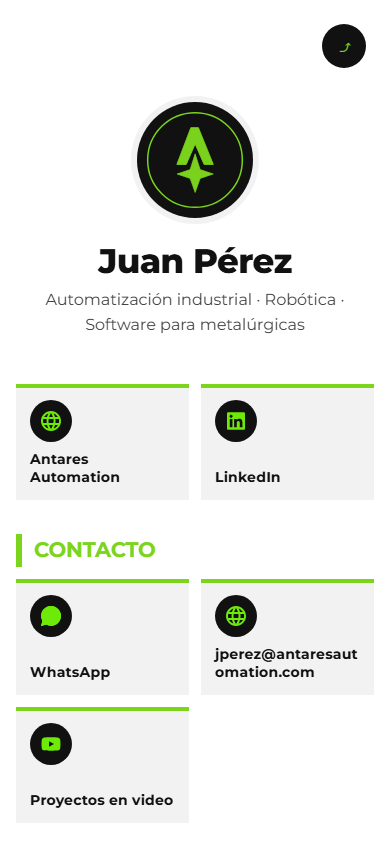 Juan Pérez
Automatización industrial · Robótica ·
Software para metalúrgicas
Antares
Automation
LinkedIn
CONTACTO
WhatsApp
jperez@antaresaut
omation.com
Proyectos en video